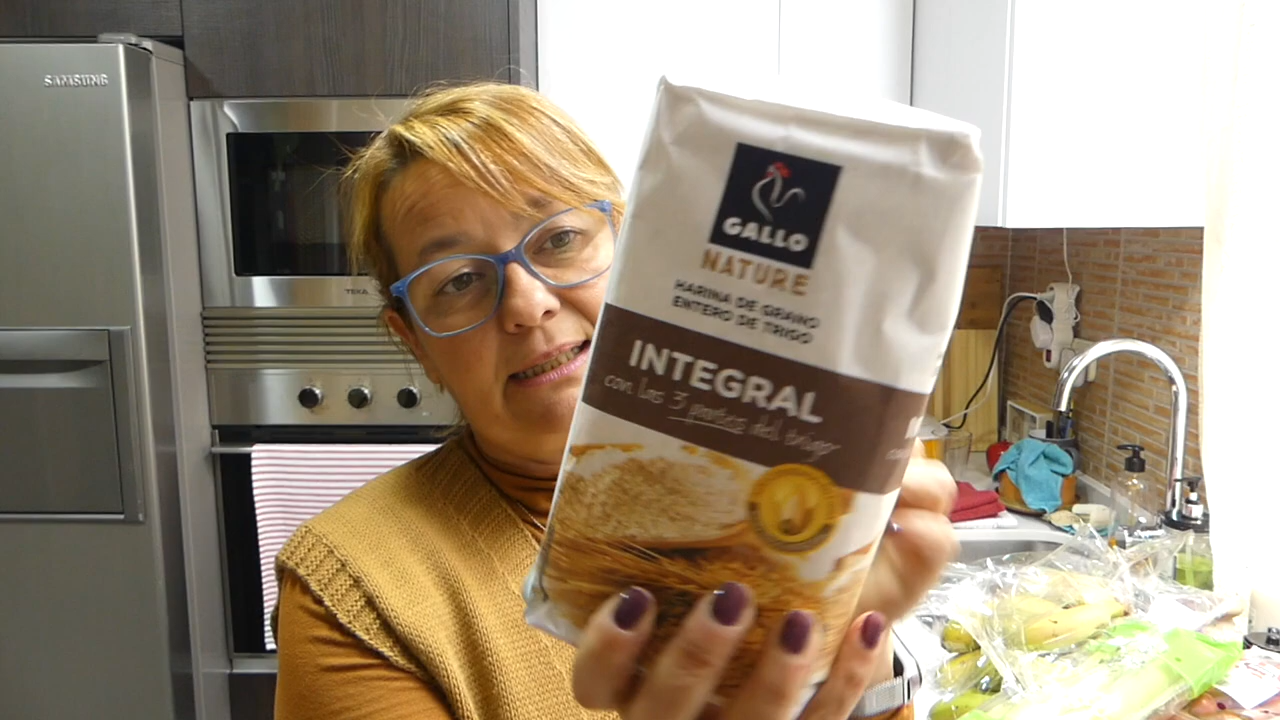 SAMSUNG
TEKA
GALLO
NATURE
HARINA DE GRANO
ENTERO DE TRIGO
INTEGRAL
con las 3 partes del trigo